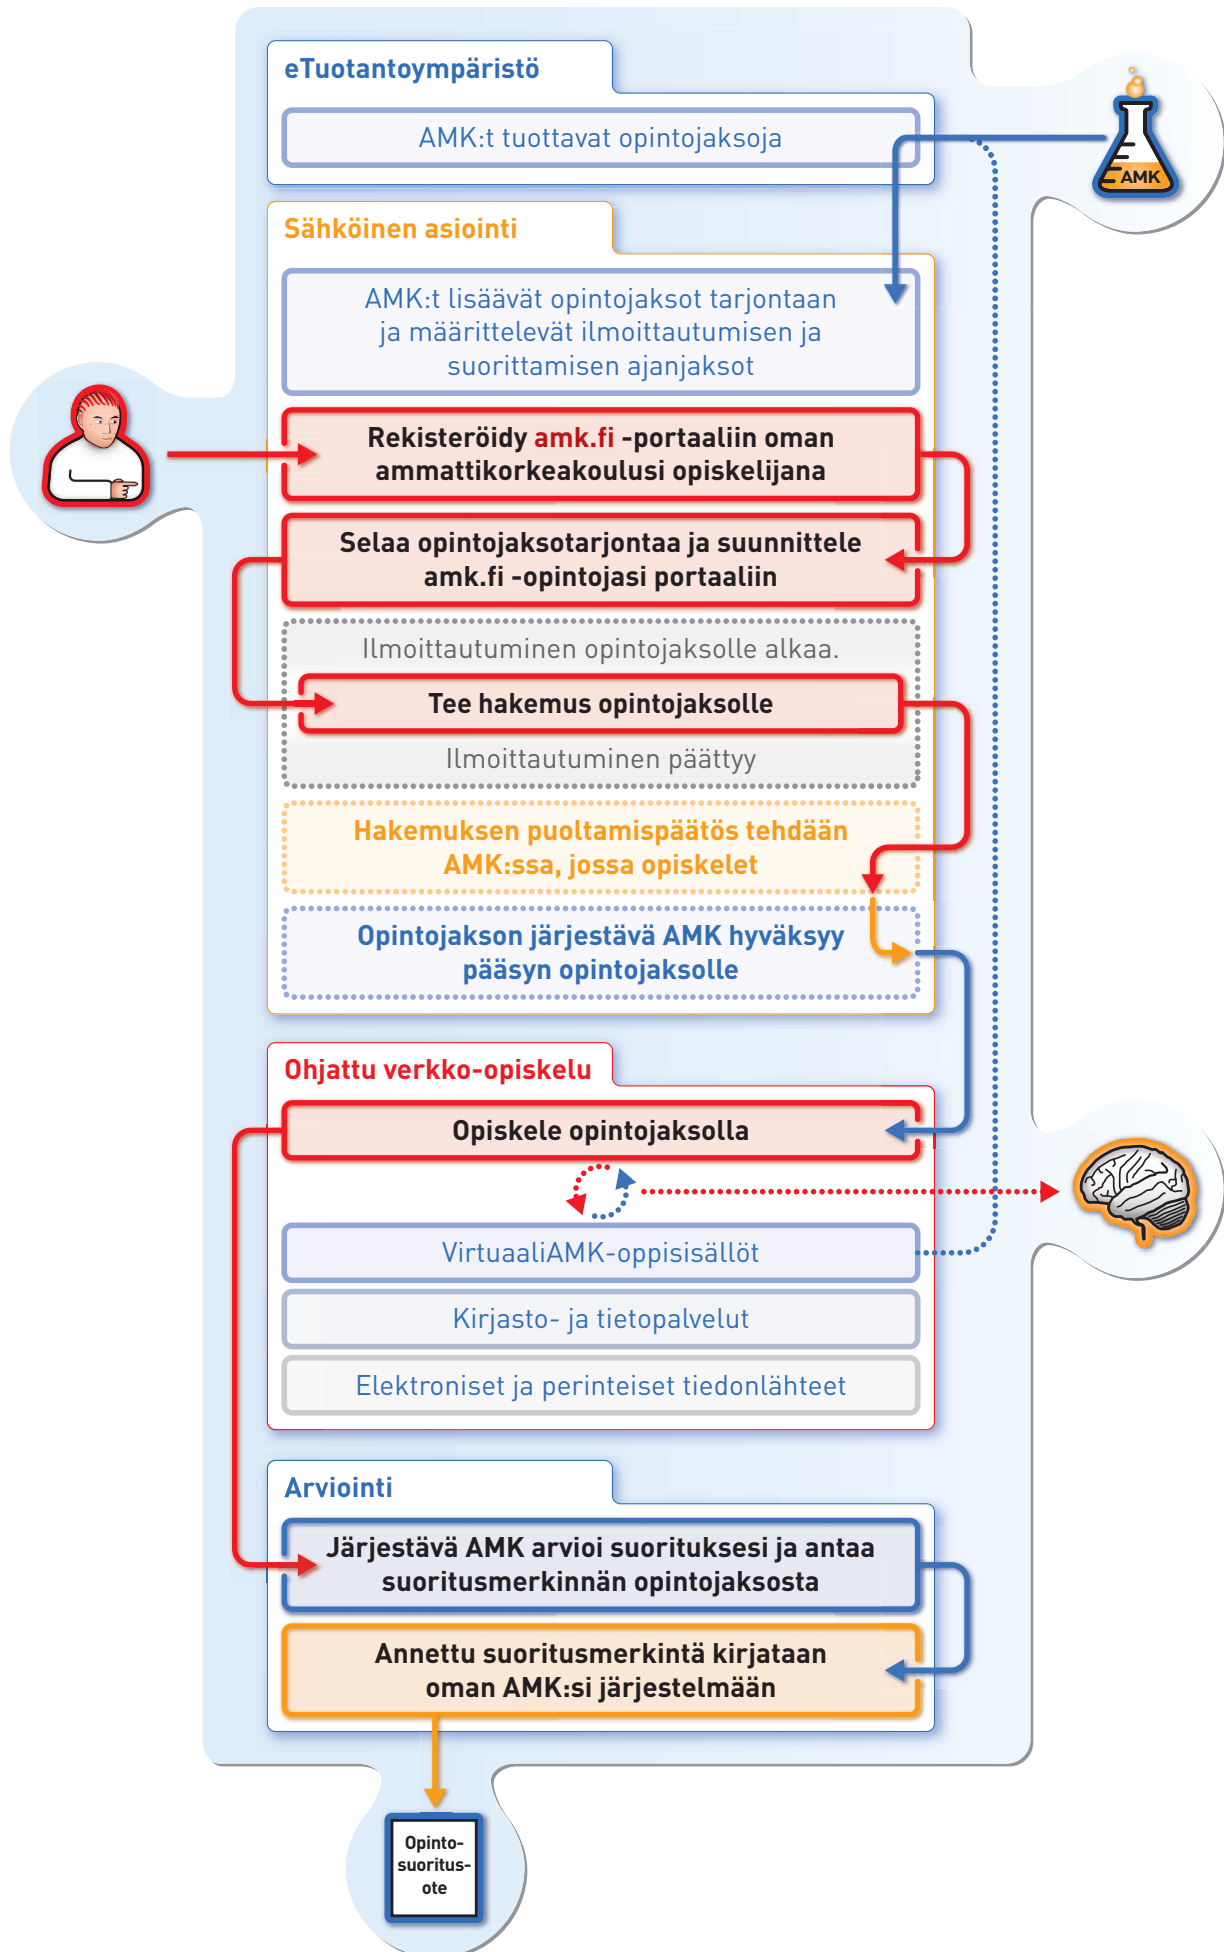 eTuotantoympäristö
AMK:t tuottavat opintojaksoja
AMK
Sähköinen asiointi
AMK:t lisäävät opintojaksot tarjontaan
ja määrittelevät ilmoittautumisen ja
suorittamisen ajanjaksot
Rekisteröidy amk.fi -portaaliin oman
ammattikorkeakoulusi opiskelijana
Selaa opintojaksotarjontaa ja suunnittele
amk.fi -opintojasi portaaliin
Ilmoittautuminen opintojaksolle alkaa.
Tee hakemus opintojaksolle
Ilmoittautuminen päättyy
Hakemuksen puoltamispäätös tehdään
AMK:ssa, jossa opiskelet
Opintojakson järjestävä AMK hyväksyy
pääsyn opintojaksolle
Ohjattu verkko-opiskelu
Opiskele opintojaksolla
VirtuaaliAMK-oppisisällöt
Kirjasto- ja tietopalvelut
Elektroniset ja perinteiset tiedonlähteet
Arviointi
Järjestävä AMK arvioi suorituksesi ja antaa
suoritusmerkinnän opintojaksosta
Annettu suoritusmerkintä kirjataan
oman AMK:si järjestelmään
Opinto-
suoritus-
ote